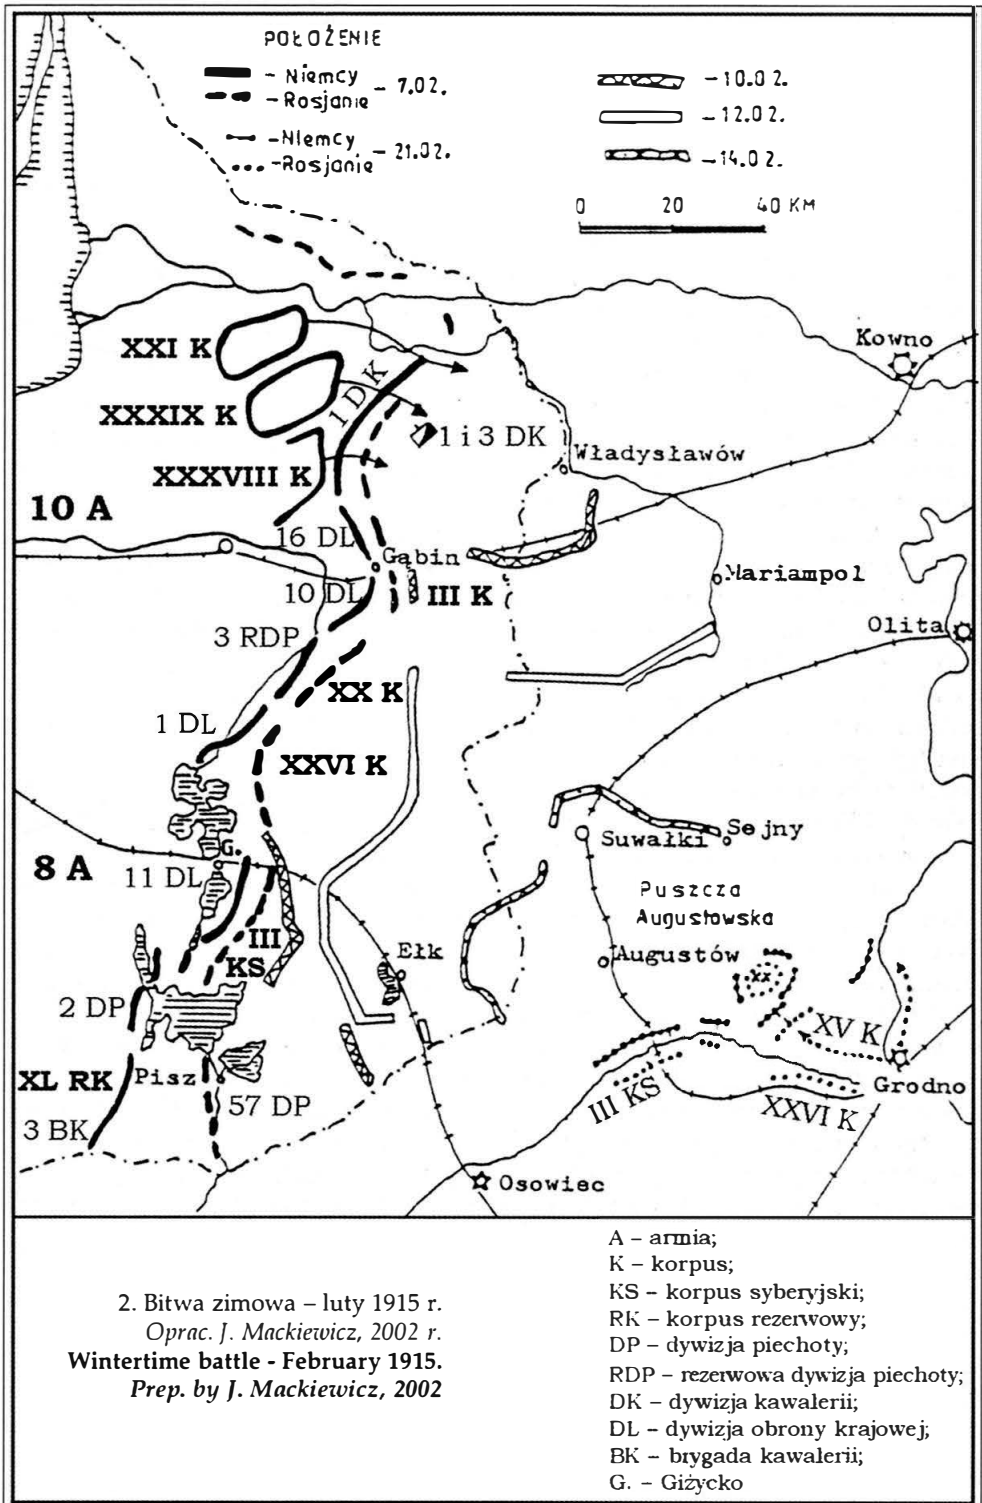 POŁOŻENIE
- Niemcy
- Rosjanie
- 7.02.
- Niemcy
- Rosjanie
- 21.02.
- 10.02.
- 12.02.
- 14.02.
0 20 40 KM
XXI K
XXXIX K
XXXVIII K
1 DK
1 i 3 DK
Kowno
Władysławów
10 A
16 DL
Gąbin
10 DL
III K
Mariampol
Olita
3 RDP
XX K
1 DL
XXVI K
Sejny
Suwałki
G.
8 A
11 DL
Puszcza
Augustowska
III
KS
Ełk
Augustów
xx
2 DP
XV K
XL RK
Pisz
57 DP
III KS
XXVI K
Grodno
3 BK
Osowiec
2. Bitwa zimowa – luty 1915 r.
Oprac. J. Mackiewicz, 2002 r.
Wintertime battle - February 1915.
Prep. by J. Mackiewicz, 2002
A – armia;
K – korpus;
KS – korpus syberyjski;
RK – korpus rezerwowy;
DP – dywizja piechoty;
RDP – rezerwowa dywizja piechoty;
DK – dywizja kawalerii;
DL – dywizja obrony krajowej;
BK – brygada kawalerii;
G. – Giżycko